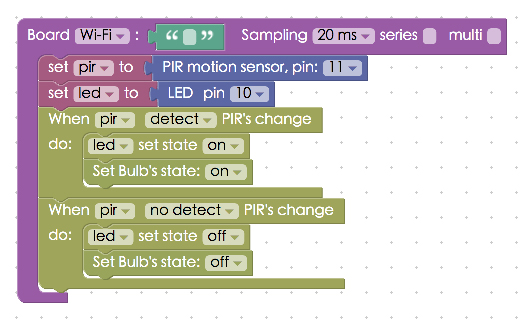 Board Wi-Fi : “ ” Sampling 20 ms series multi
set pir to PIR motion sensor, pin: 11
set led to LED pin 10
When pir detect PIR's change
do: led set state on
Set Bulb's state: on
When pir no detect PIR's change
do: led set state off
Set Bulb's state: off